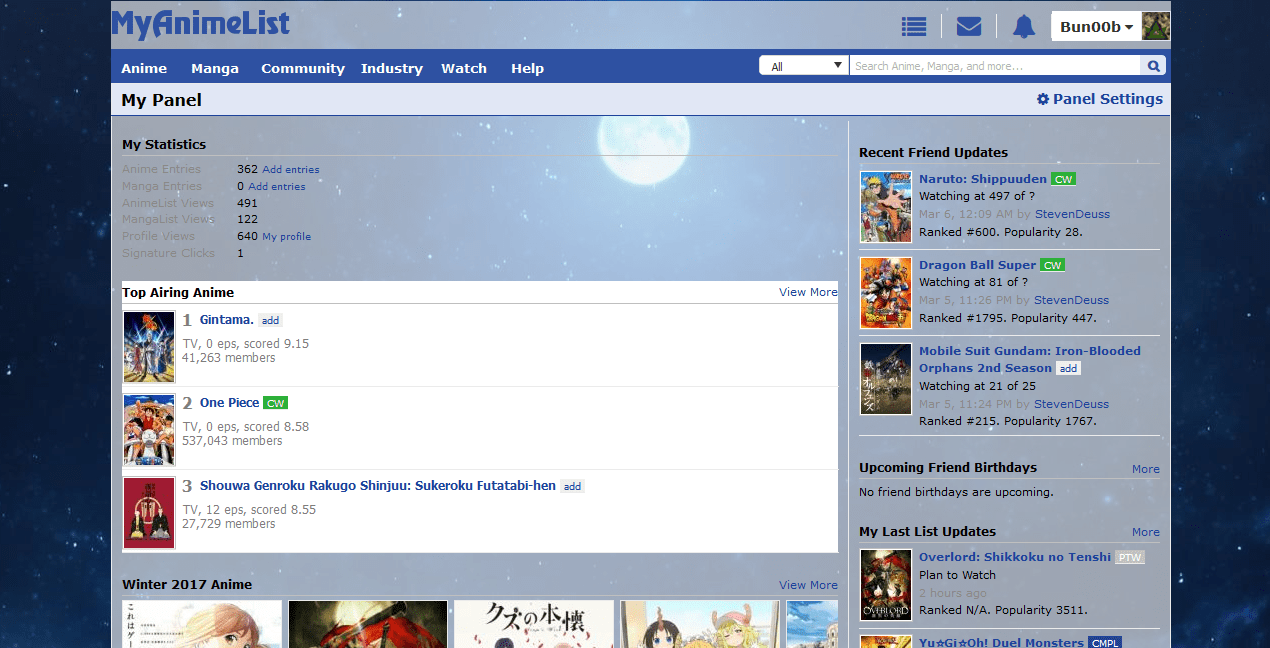 MyAnimeList
Bun00b
Anime Manga Community Industry Watch Help
All
Search Anime, Manga, and more...
My Panel
Panel Settings
My Statistics
Anime Entries 362 Add entries
Manga Entries 0 Add entries
AnimeList Views 491
MangaList Views 122
Profile Views 640 My profile
Signature Clicks 1
Top Airing Anime View More
1 Gintama. add
TV, 0 eps, scored 9.15
41,263 members
2 One Piece CW
TV, 0 eps, scored 8.58
537,043 members
3 Shouwa Genroku Rakugo Shinjuu: Sukeroku Futatabi-hen add
TV, 12 eps, scored 8.55
27,729 members
Winter 2017 Anime View More
これはゲー
クズの本懐
Recent Friend Updates
Naruto: Shippuuden CW
Watching at 497 of ?
Mar 6, 12:09 AM by StevenDeuss
Ranked #600. Popularity 28.
Dragon Ball Super CW
Watching at 81 of ?
Mar 5, 11:26 PM by StevenDeuss
Ranked #1795. Popularity 447.
Mobile Suit Gundam: Iron-Blooded
Orphans 2nd Season add
Watching at 21 of 25
Mar 5, 11:24 PM by StevenDeuss
Ranked #215. Popularity 1767.
Upcoming Friend Birthdays More
No friend birthdays are upcoming.
My Last List Updates More
Overlord: Shikkoku no Tenshi PTW
Plan to Watch
2 hours ago
Ranked N/A. Popularity 3511.
OVERLORD
Yu☆Gi☆Oh! Duel Monsters CMPL